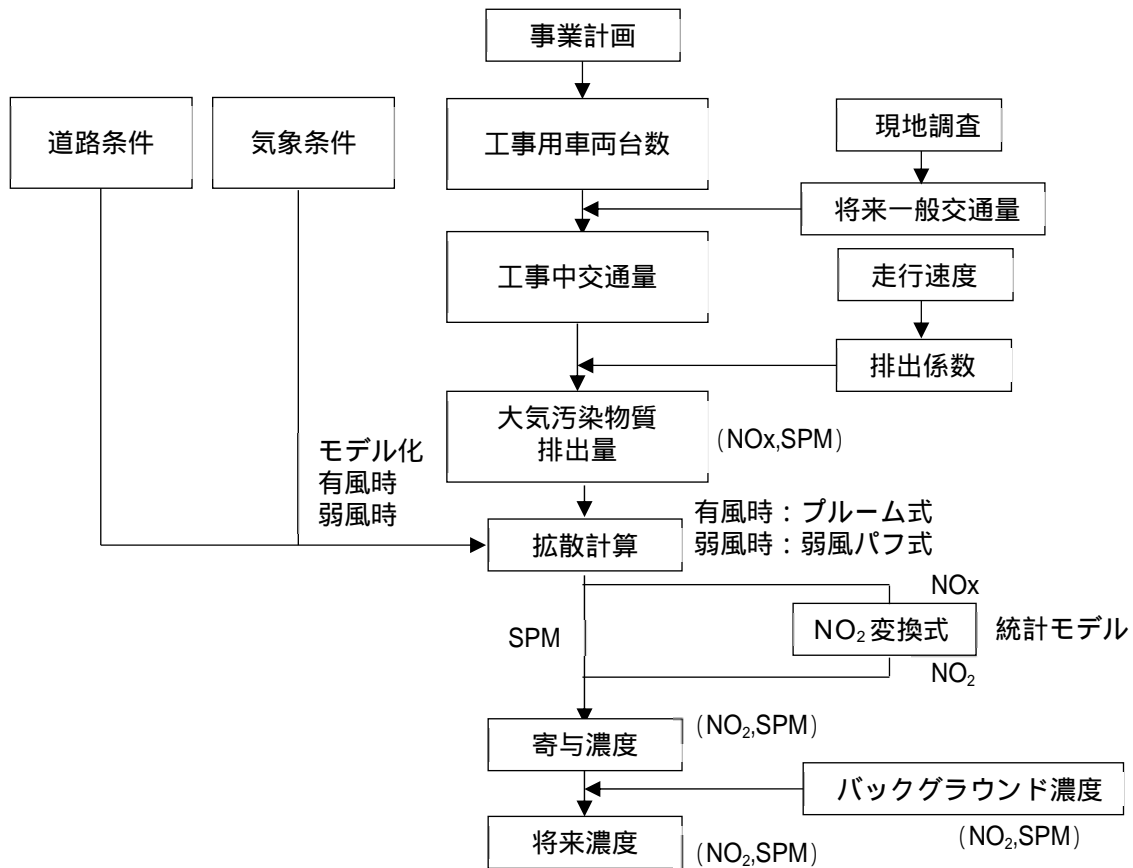 事業計画
道路条件
気象条件
工事用車両台数
現地調査
将来一般交通量
工事中交通量
走行速度
排出係数
大気汚染物質
排出量
(NOx,SPM)
モデル化
有風時
弱風時
拡散計算
有風時：プルーム式
弱風時：弱風パフ式
NOx
SPM
NO₂変換式
統計モデル
NO₂
寄与濃度
(NO₂,SPM)
バックグラウンド濃度
(NO₂,SPM)
将来濃度
(NO₂,SPM)